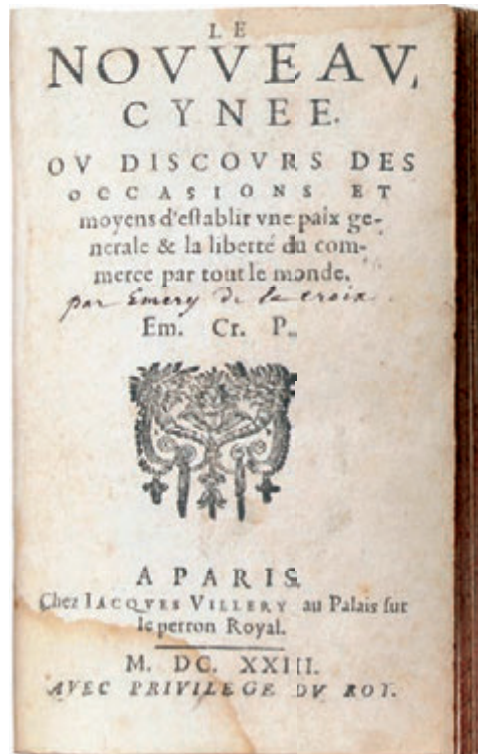 LE
NOVVEAV,
CYNEE.
OV DISCOVRS DES
OCCASIONS ET
moyens d'eſtablir vne paix ge-
nerale & la liberté du com-
merce par tout le monde.
par Emery de la croix
Em. Cr. P.
A PARIS.
Chez IACQVES VILLERY au Palais ſur
le perron Royal.
M. DC. XXIII.
AVEC PRIVILEGE DV ROY.